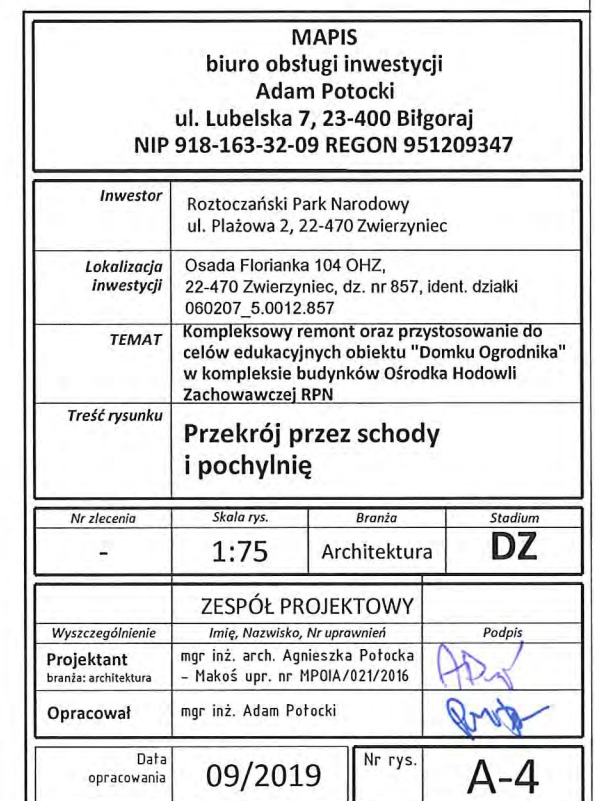 MAPIS
biuro obsługi inwestycji
Adam Potocki
ul. Lubelska 7, 23-400 Biłgoraj
NIP 918-163-32-09 REGON 951209347
Inwestor
Roztoczański Park Narodowy
ul. Plażowa 2, 22-470 Zwierzyniec
Lokalizacja
inwestycji
Osada Florianka 104 OHZ,
22-470 Zwierzyniec, dz. nr 857, ident. działki
060207_5.0012.857
TEMAT
Kompleksowy remont oraz przystosowanie do
celów edukacyjnych obiektu "Domku Ogrodnika"
w kompleksie budynków Ośrodka Hodowli
Zachowawczej RPN
Treść rysunku
Przekrój przez schody
i pochylnię
Nr zlecenia Skala rys. Branża Stadium
- 1:75 Architektura DZ
ZESPÓŁ PROJEKTOWY
Wyszczególnienie Imię, Nazwisko, Nr uprawnień Podpis
Projektant
branża: architektura
mgr inż. arch. Agnieszka Potocka
- Makoś upr. nr MPOIA/021/2016
Opracował mgr inż. Adam Potocki
Data
opracowania
09/2019
Nr rys.
A-4